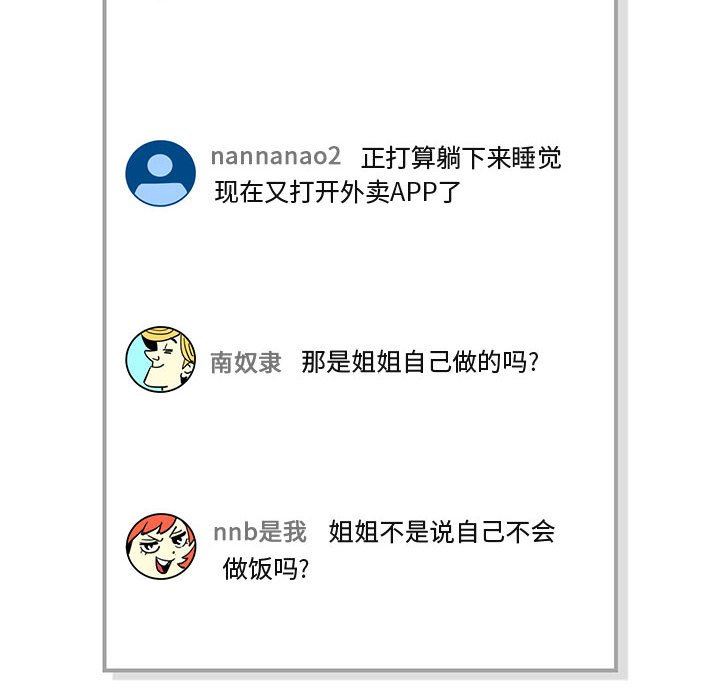 nannanao2 正打算躺下来睡觉
现在又打开外卖APP了
南奴隶 那是姐姐自己做的吗?
nnb是我 姐姐不是说自己不会
做饭吗?